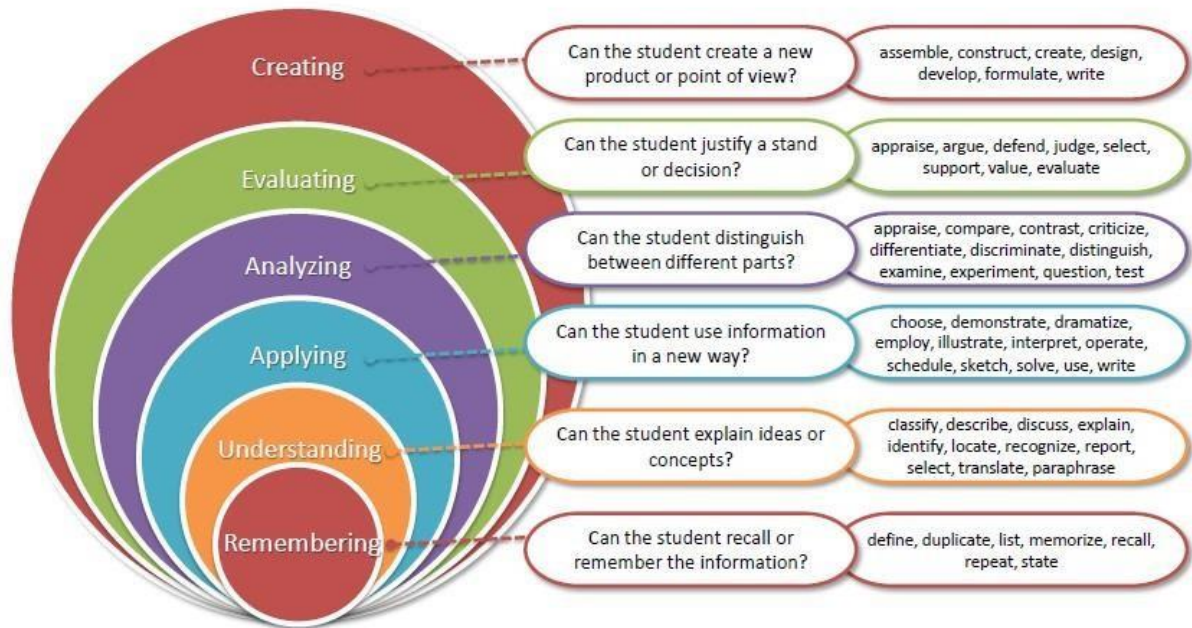 Creating
Can the student create a new
product or point of view?
assemble, construct, create, design,
develop, formulate, write
Evaluating
Can the student justify a stand
or decision?
appraise, argue, defend, judge, select,
support, value, evaluate
Analyzing
Can the student distinguish
between different parts?
appraise, compare, contrast, criticize,
differentiate, discriminate, distinguish,
examine, experiment, question, test
Applying
Can the student use information
in a new way?
choose, demonstrate, dramatize,
employ, illustrate, interpret, operate,
schedule, sketch, solve, use, write
Understanding
Can the student explain ideas or
concepts?
classify, describe, discuss, explain,
identify, locate, recognize, report,
select, translate, paraphrase
Remembering
Can the student recall or
remember the information?
define, duplicate, list, memorize, recall,
repeat, state